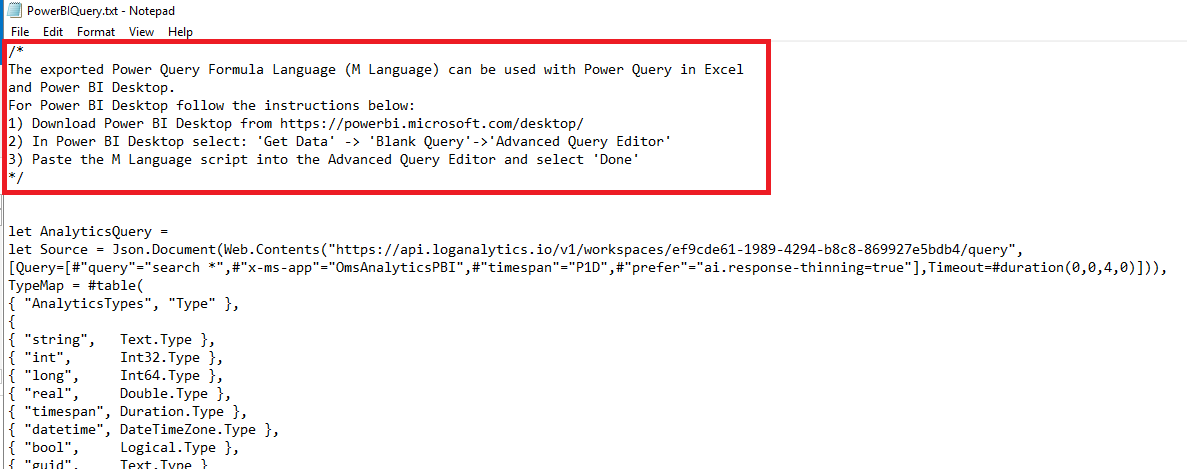 PowerBIQuery.txt - Notepad
File Edit Format View Help
/*
The exported Power Query Formula Language (M Language) can be used with Power Query in Excel
and Power BI Desktop.
For Power BI Desktop follow the instructions below:
1) Download Power BI Desktop from https://powerbi.microsoft.com/desktop/
2) In Power BI Desktop select: 'Get Data' -> 'Blank Query'->'Advanced Query Editor'
3) Paste the M Language script into the Advanced Query Editor and select 'Done'
*/
let AnalyticsQuery =
let Source = Json.Document(Web.Contents("https://api.loganalytics.io/v1/workspaces/ef9cde61-1989-4294-b8c8-869927e5bdb4/query",
[Query=[#"query"="search *",#"x-ms-app"="OmsAnalyticsPBI",#"timespan"="P1D",#"prefer"="ai.response-thinning=true"],Timeout=#duration(0,0,4,0)])),
TypeMap = #table(
{ "AnalyticsTypes", "Type" },
{
{ "string",   Text.Type },
{ "int",      Int32.Type },
{ "long",     Int64.Type },
{ "real",     Double.Type },
{ "timespan", Duration.Type },
{ "datetime", DateTimeZone.Type },
{ "bool",     Logical.Type },
{ "guid",     Text.Type }